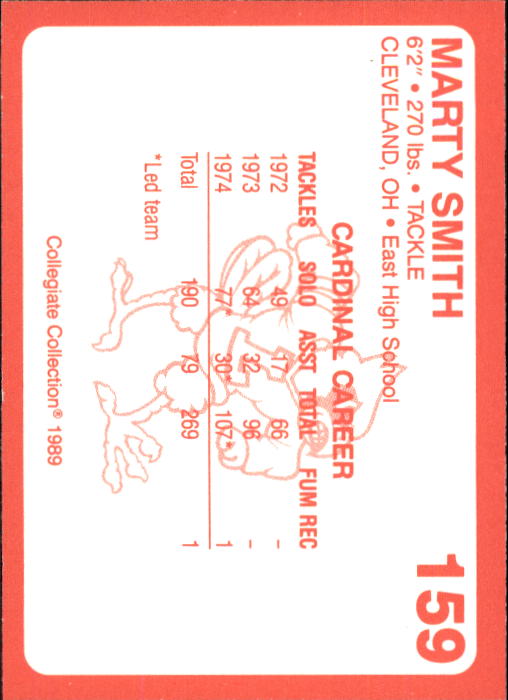 MARTY SMITH 159
6'2" • 270 lbs. • TACKLE
CLEVELAND, OH • East High School
CARDINAL CAREER
TACKLES SOLO ASST TOTAL FUM REC
1972 49 17 66 -
1973 64 32 96 -
1974 77* 30* 107* 1
Total 190 79 269 1
*Led team
Collegiate Collection® 1989